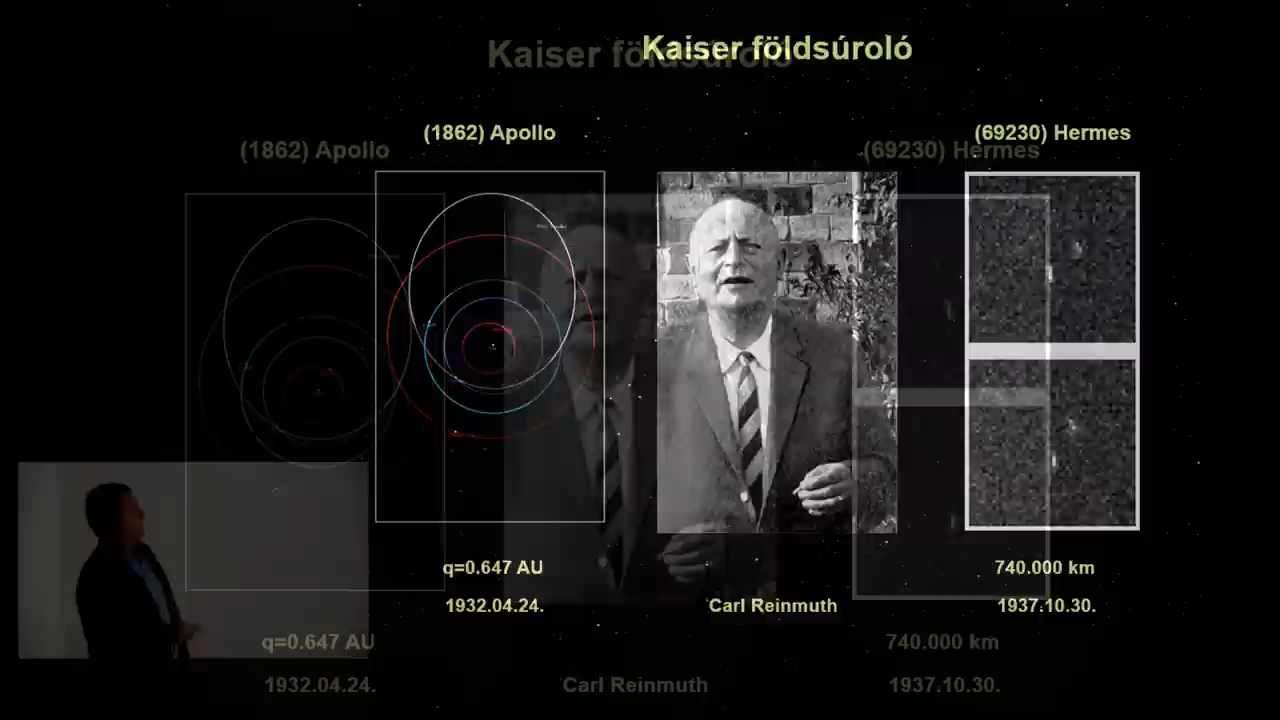 Kaiser földsúroló
Kaiser földsúroló
(1862) Apollo
(69230) Hermes
(1862) Apollo
(69230) Hermes
q=0.647 AU
740.000 km
1932.04.24.
Carl Reinmuth
1937.10.30.
q=0.647 AU
740.000 km
1932.04.24.
Carl Reinmuth
1937.10.30.